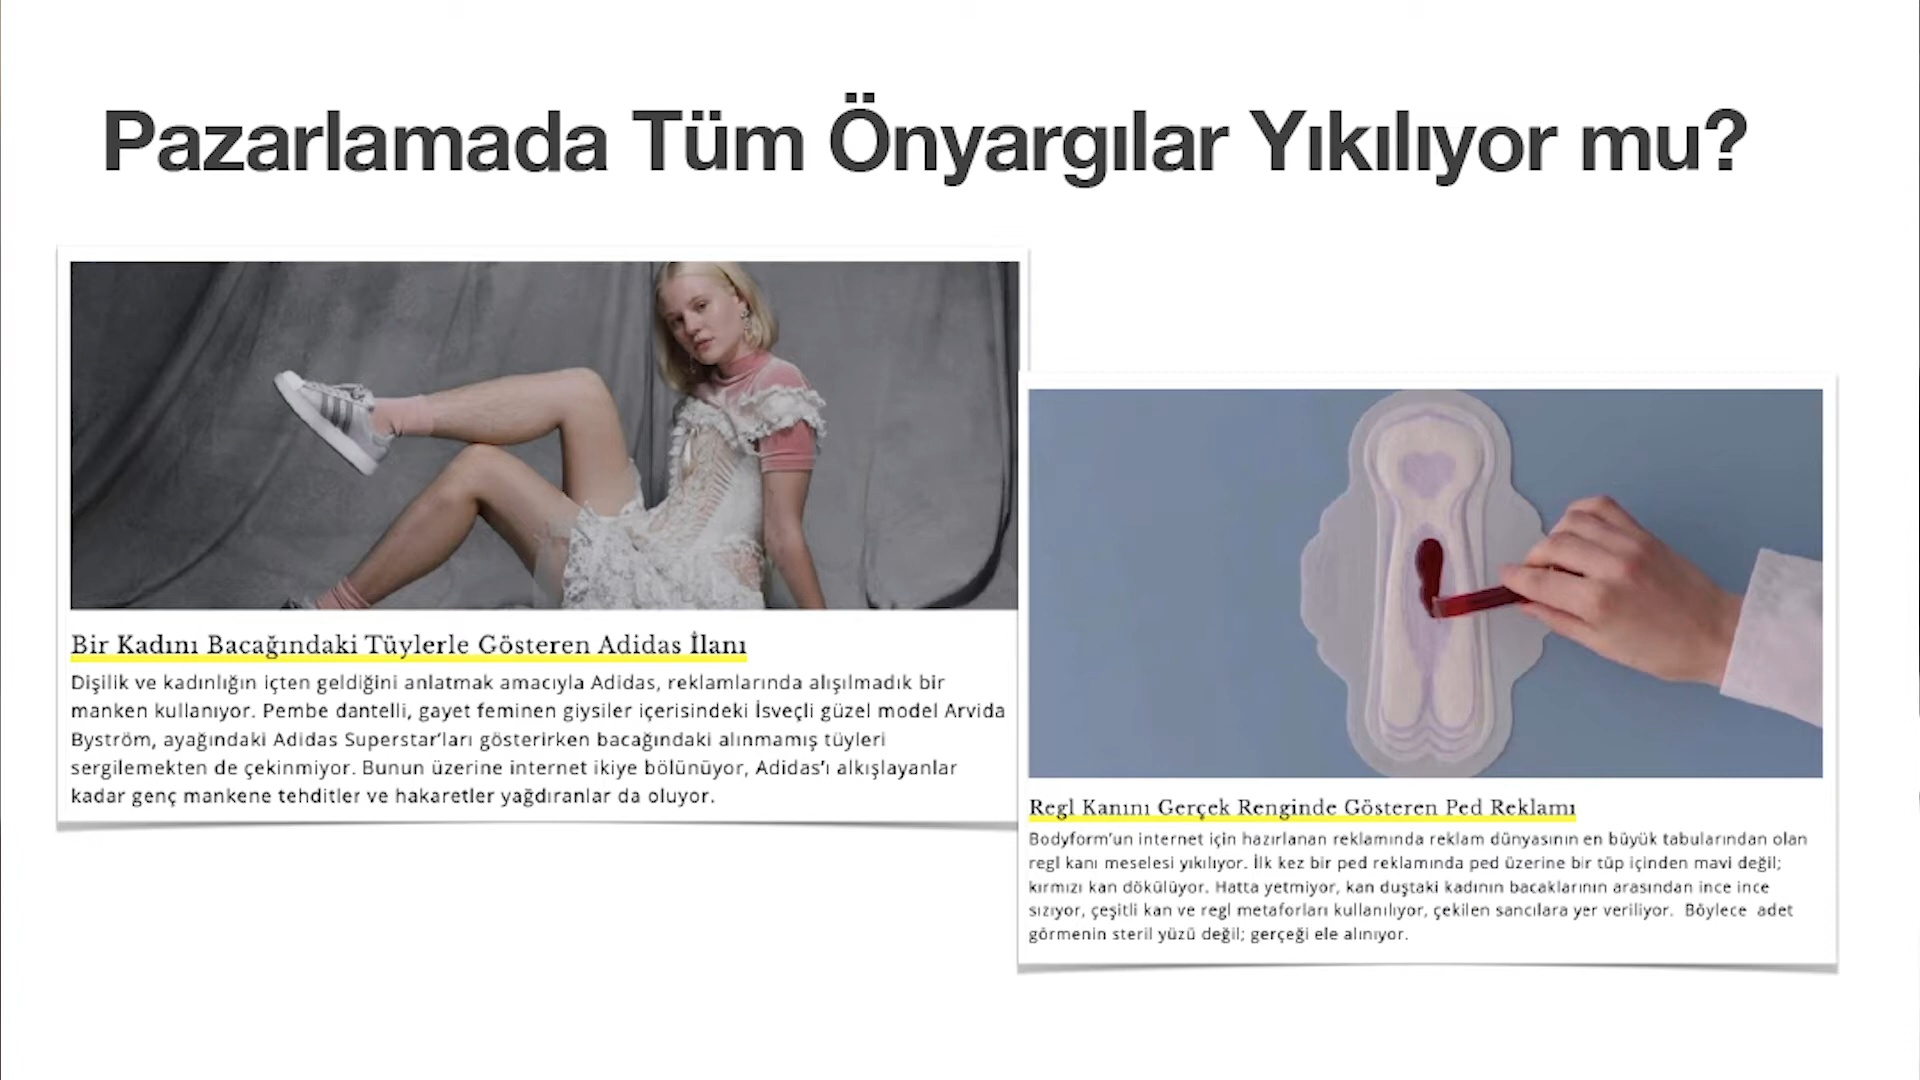 Pazarlamada Tüm Önyargılar Yıkılıyor mu?
Bir Kadını Bacağındaki Tüylerle Gösteren Adidas İlanı
Dişilik ve kadınlığın içten geldiğini anlatmak amacıyla Adidas, reklamlarında alışılmadık bir
manken kullanıyor. Pembe dantelli, gayet feminen giysiler içerisindeki İsveçli güzel model Arvida
Byström, ayağındaki Adidas Superstar'ları gösterirken bacağındaki alınmamış tüyleri
sergilemekten de çekinmiyor. Bunun üzerine internet ikiye bölünüyor, Adidas'ı alkışlayanlar
kadar genç mankene tehditler ve hakaretler yağdıranlar da oluyor.
Regl Kanını Gerçek Renginde Gösteren Ped Reklamı
Bodyform'un internet için hazırlanan reklamında reklam dünyasının en büyük tabularından olan
regl kanı meselesi yıkılıyor. İlk kez bir ped reklamında ped üzerine bir tüp içinden mavi değil;
kırmızı kan dökülüyor. Hatta yetmiyor, kan duştaki kadının bacaklarının arasından ince ince
sızıyor, çeşitli kan ve regl metaforları kullanılıyor, çekilen sancılara yer veriliyor. Böylece adet
görmenin steril yüzü değil; gerçeği ele alınıyor.